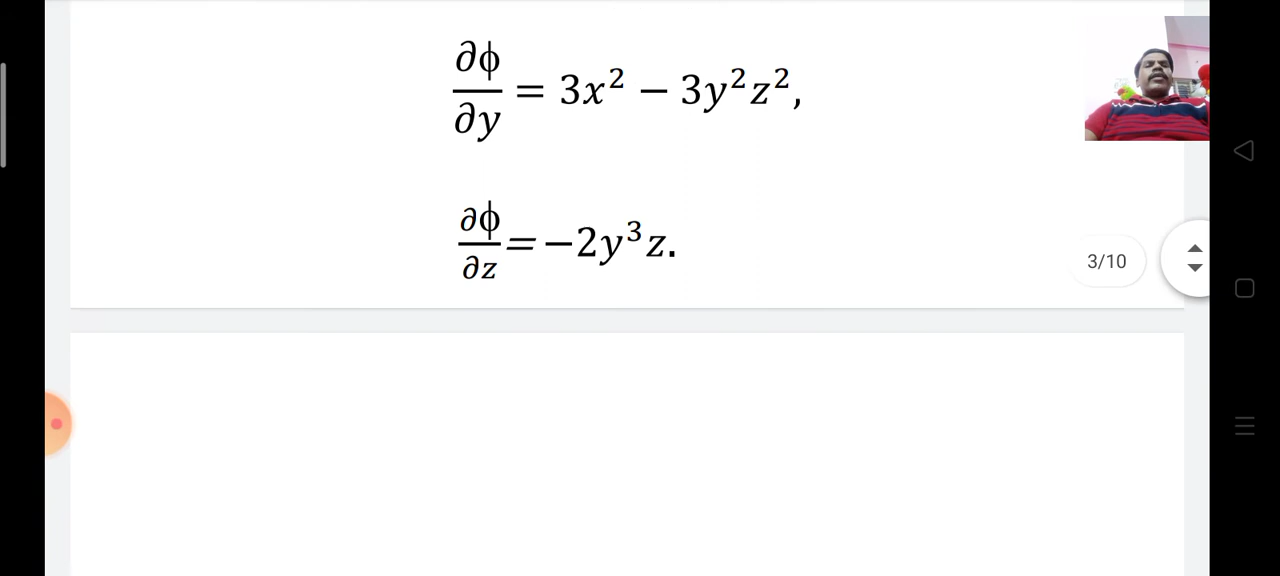 ∂ϕ/∂y = 3x² − 3y²z²,
∂ϕ/∂z = −2y³z.
3/10